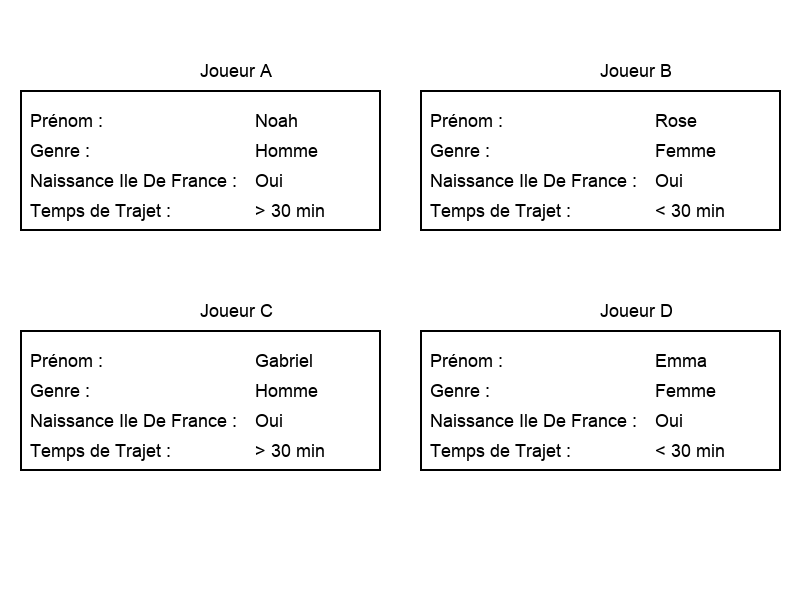 Joueur A
Prénom : Noah
Genre : Homme
Naissance Ile De France : Oui
Temps de Trajet : > 30 min
Joueur B
Prénom : Rose
Genre : Femme
Naissance Ile De France : Oui
Temps de Trajet : < 30 min
Joueur C
Prénom : Gabriel
Genre : Homme
Naissance Ile De France : Oui
Temps de Trajet : > 30 min
Joueur D
Prénom : Emma
Genre : Femme
Naissance Ile De France : Oui
Temps de Trajet : < 30 min